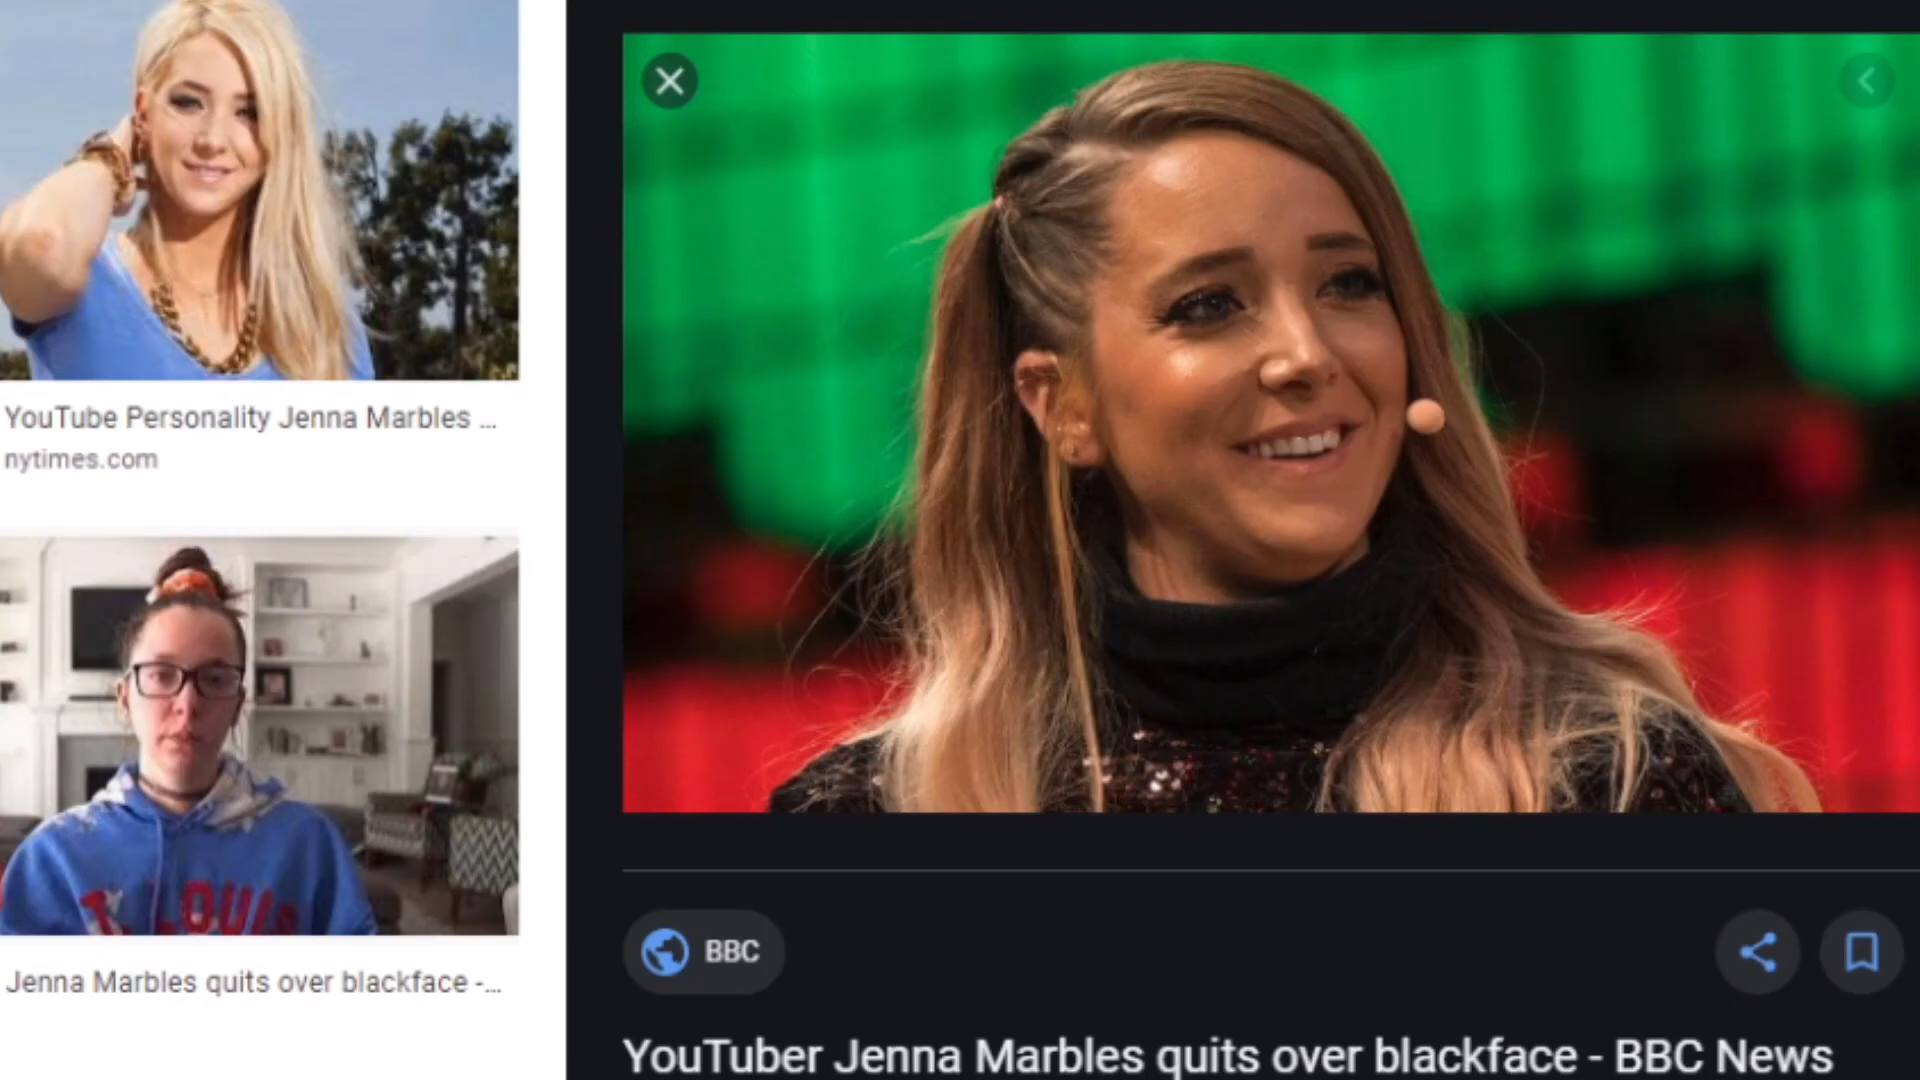 YouTube Personality Jenna Marbles ...
nytimes.com
Jenna Marbles quits over blackface -...
BBC
YouTuber Jenna Marbles quits over blackface - BBC News